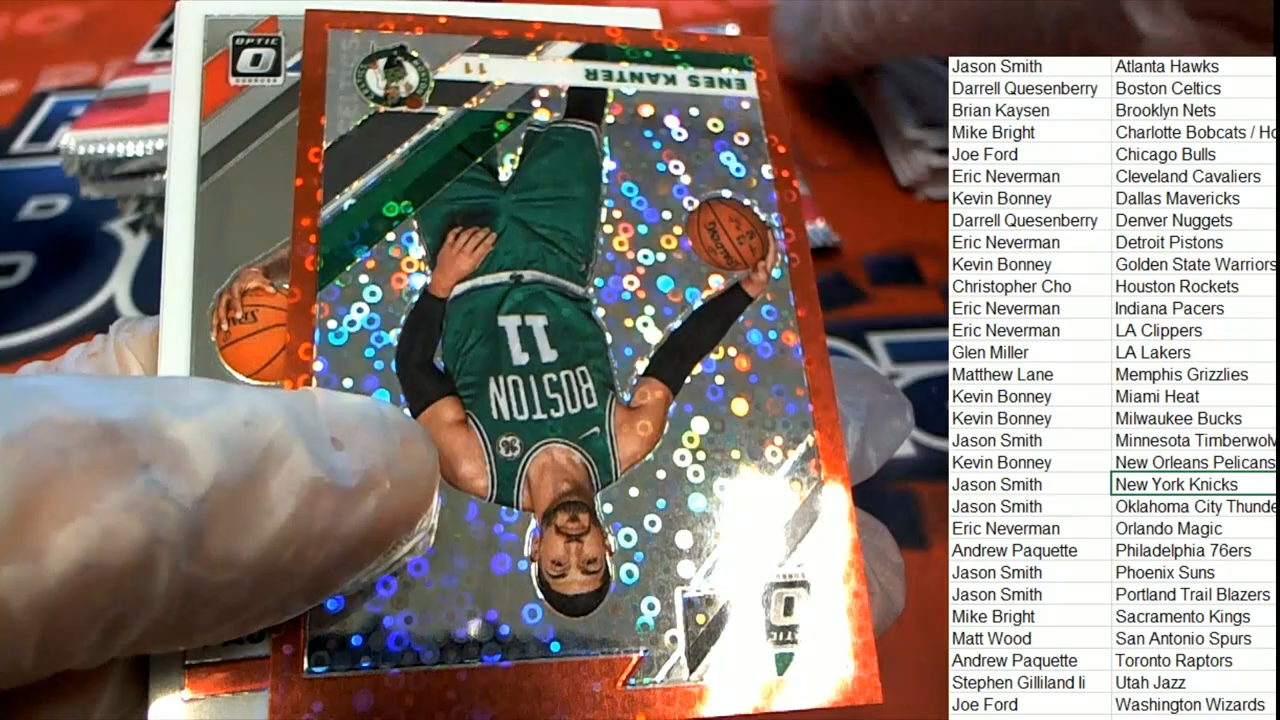 OPTIC
11
ENES KANTER
SPALDING
11
BOSTON
OPTIC
Jason Smith Atlanta Hawks
Darrell Quesenberry Boston Celtics
Brian Kaysen Brooklyn Nets
Mike Bright Charlotte Bobcats / Ho
Joe Ford Chicago Bulls
Eric Neverman Cleveland Cavaliers
Kevin Bonney Dallas Mavericks
Darrell Quesenberry Denver Nuggets
Eric Neverman Detroit Pistons
Kevin Bonney Golden State Warriors
Christopher Cho Houston Rockets
Eric Neverman Indiana Pacers
Eric Neverman LA Clippers
Glen Miller LA Lakers
Matthew Lane Memphis Grizzlies
Kevin Bonney Miami Heat
Kevin Bonney Milwaukee Bucks
Jason Smith Minnesota Timberwolv
Kevin Bonney New Orleans Pelicans
Jason Smith New York Knicks
Jason Smith Oklahoma City Thunde
Eric Neverman Orlando Magic
Andrew Paquette Philadelphia 76ers
Jason Smith Phoenix Suns
Jason Smith Portland Trail Blazers
Mike Bright Sacramento Kings
Matt Wood San Antonio Spurs
Andrew Paquette Toronto Raptors
Stephen Gilliland Ii Utah Jazz
Joe Ford Washington Wizards